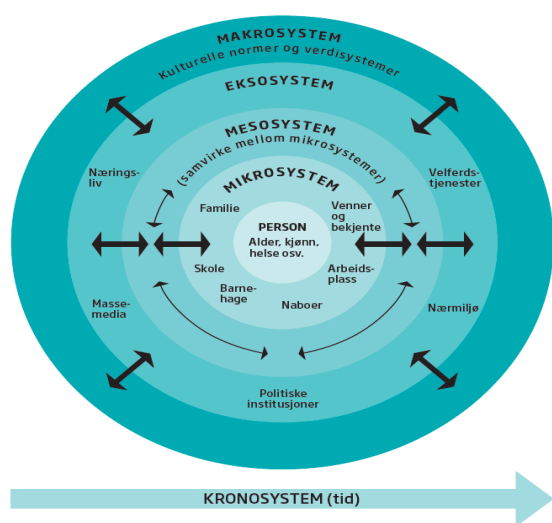 MAKROSYSTEM
Kulturelle normer og verdisystemer
EKSOSYSTEM
MESOSYSTEM
(samvirke mellom mikrosystemer)
MIKROSYSTEM
Nærings-
liv
Velferds-
tjenester
Familie
Venner
og
bekjente
PERSON
Alder, kjønn,
helse osv.
Skole
Arbeids-
plass
Barne-
hage
Naboer
Masse-
media
Nærmiljø
Politiske
institusjoner
KRONOSYSTEM (tid)